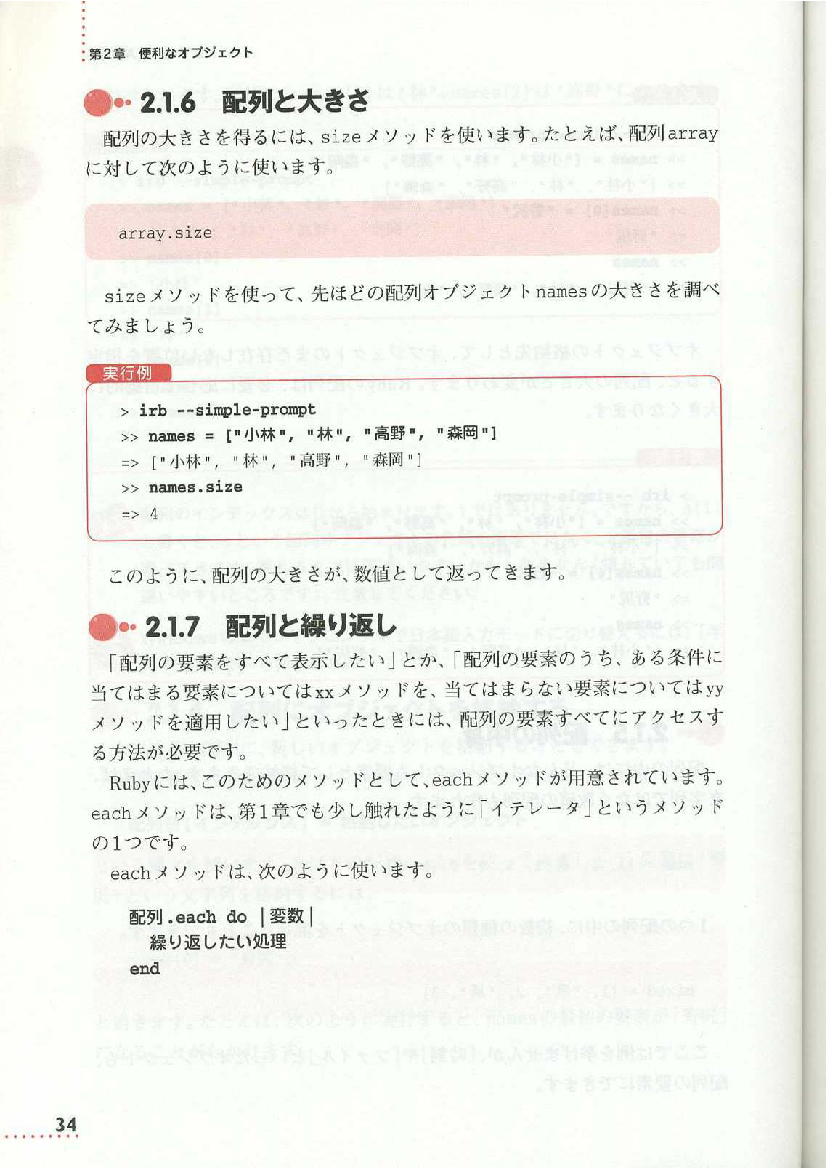 第2章　便利なオブジェクト
2.1.6　配列と大きさ
配列の大きさを得るには、sizeメソッドを使います。たとえば、配列array
に対して次のように使います。
array.size
sizeメソッドを使って、先ほどの配列オブジェクトnamesの大きさを調べ
てみましょう。
実行例
> irb --simple-prompt
>> names = ["小林", "林", "高野", "森岡"]
=> ["小林", "林", "高野", "森岡"]
>> names.size
=> 4
このように、配列の大きさが、数値として返ってきます。
2.1.7　配列と繰り返し
「配列の要素をすべて表示したい」とか、「配列の要素のうち、ある条件に
当てはまる要素についてはxxメソッドを、当てはまらない要素についてはyy
メソッドを適用したい」といったときには、配列の要素すべてにアクセスす
る方法が必要です。
Rubyには、このためのメソッドとして、eachメソッドが用意されています。
eachメソッドは、第1章でも少し触れたように「イテレータ」というメソッド
の1つです。
eachメソッドは、次のように使います。
配列.each do |変数|
繰り返したい処理
end
34